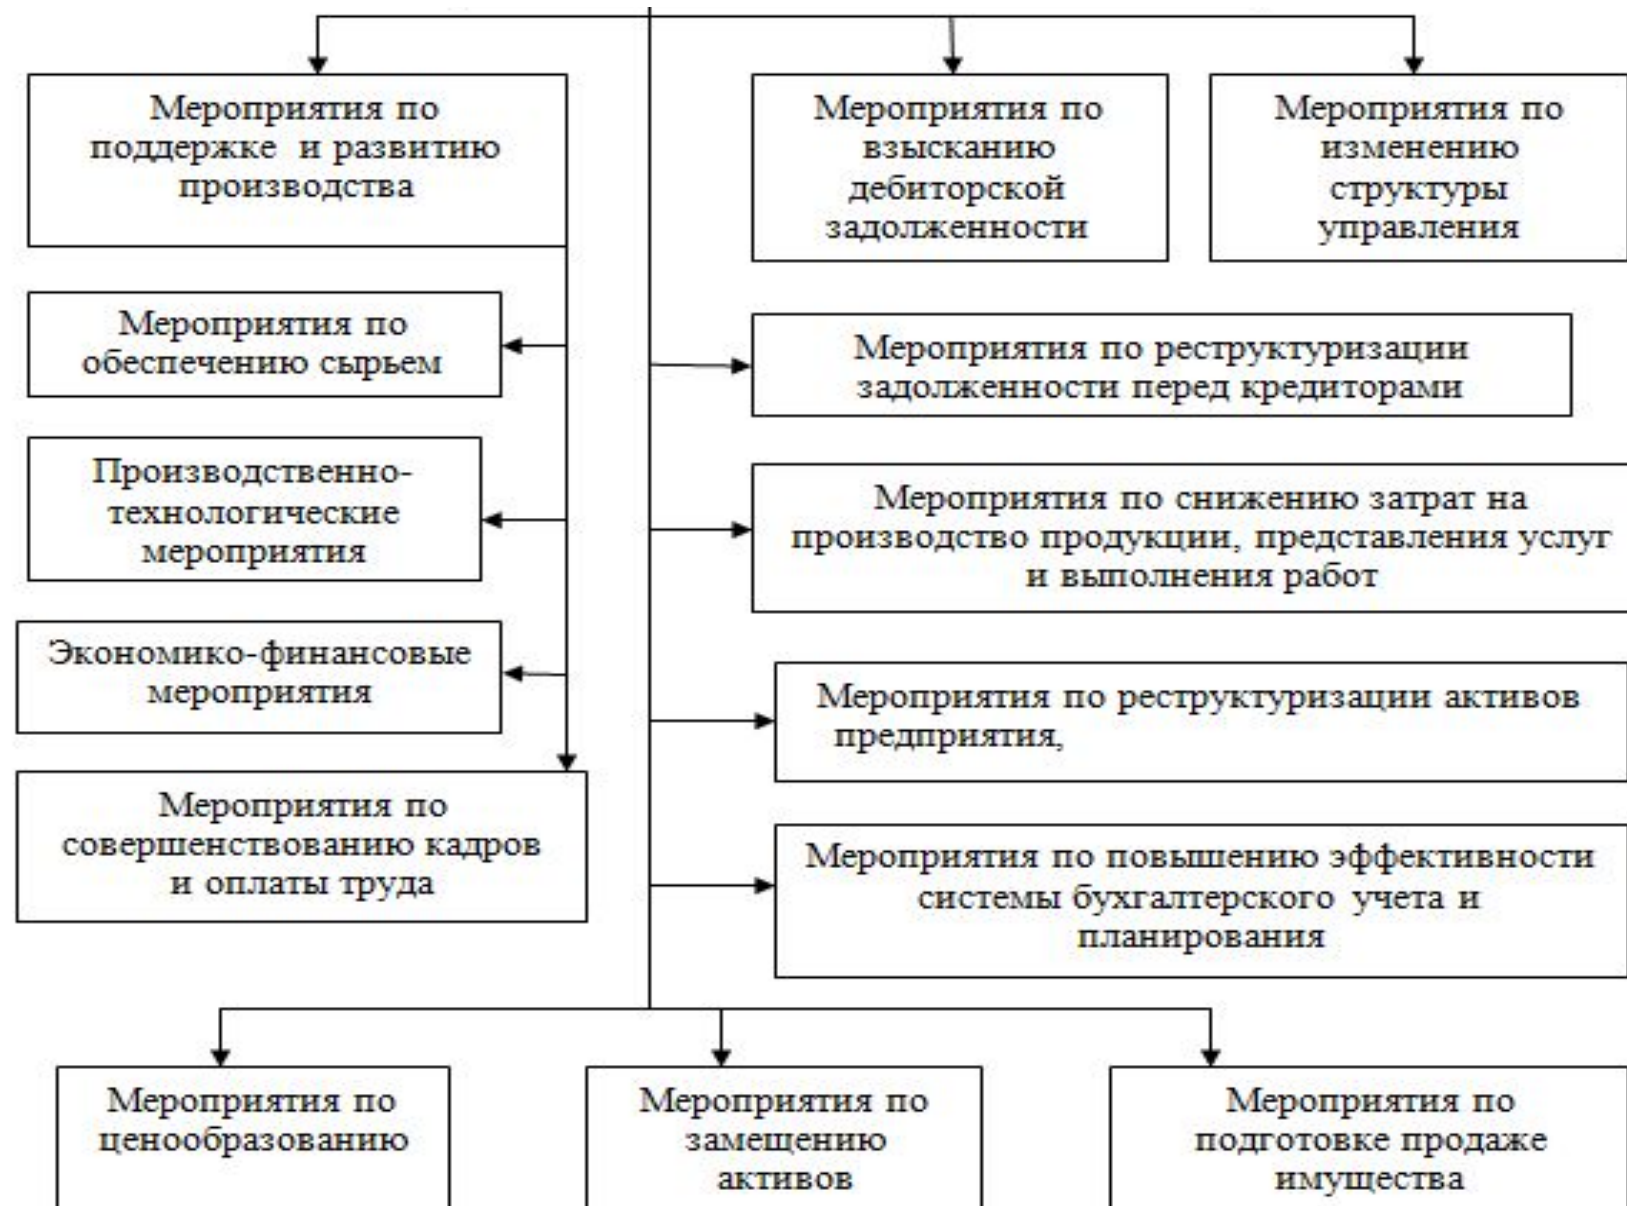 Мероприятия по
поддержке и развитию
производства
Мероприятия по
взысканию
дебиторской
задолженности
Мероприятия по
изменению
структуры
управления
Мероприятия по
обеспечению сырьем
Мероприятия по реструктуризации
задолженности перед кредиторами
Производственно-
технологические
мероприятия
Мероприятия по снижению затрат на
производство продукции, представления услуг
и выполнения работ
Экономико-финансовые
мероприятия
Мероприятия по реструктуризации активов
предприятия,
Мероприятия по
совершенствованию кадров
и оплаты труда
Мероприятия по повышению эффективности
системы бухгалтерского учета и
планирования
Мероприятия по
ценообразованию
Мероприятия по
замещению
активов
Мероприятия по
подготовке продаже
имущества